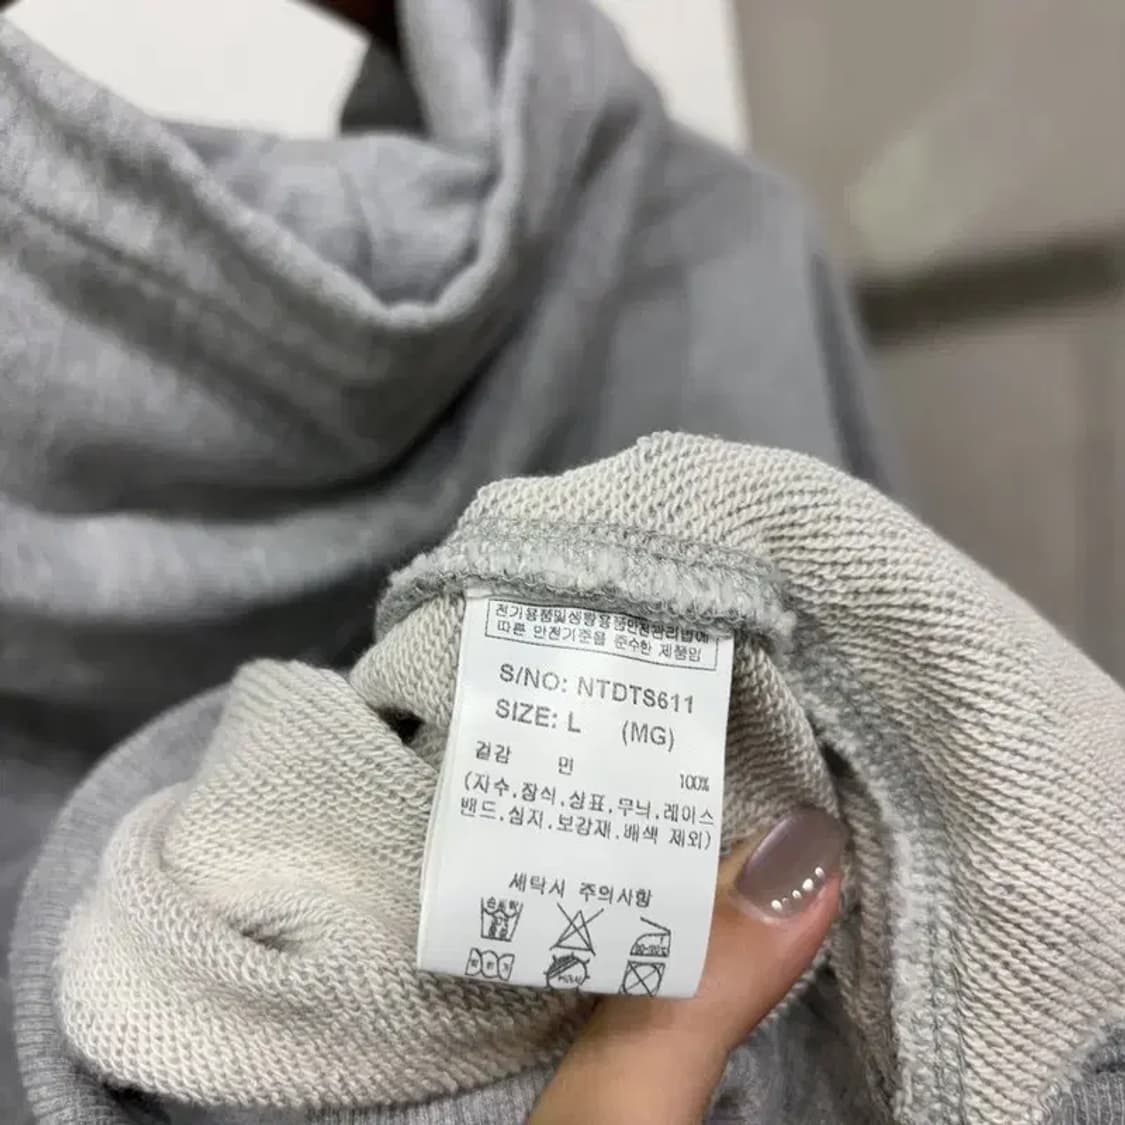 전기용품및생활용품안전관리법에
따른 안전기준을 준수한 제품임
S/NO: NTDTS611
SIZE: L (MG)
겉감 면 100%
(자수.장식.상표.무늬.레이스
밴드.심지.보강재.배색 제외)
세탁시 주의사항
손세탁